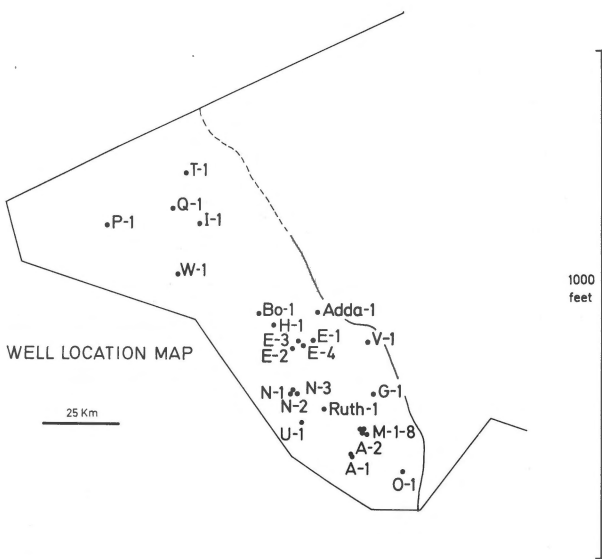 T-1
Q-1
P-1
I-1
W-1
1000
feet
Bo-1
Adda-1
H-1
E-3
E-1
V-1
E-2
E-4
WELL LOCATION MAP
N-1
N-3
G-1
N-2
Ruth-1
25 Km
U-1
M-1-8
A-2
A-1
O-1